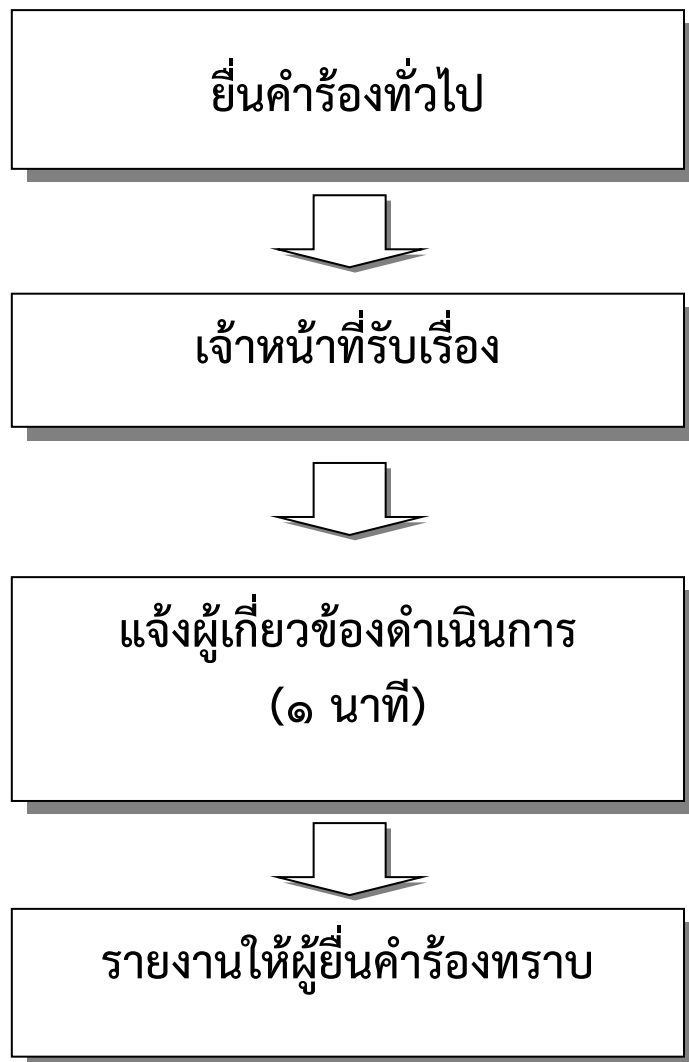 ยื่นคำร้องทั่วไป
เจ้าหน้าที่รับเรื่อง
แจ้งผู้เกี่ยวข้องดำเนินการ
(๑ นาที)
รายงานให้ผู้ยื่นคำร้องทราบ